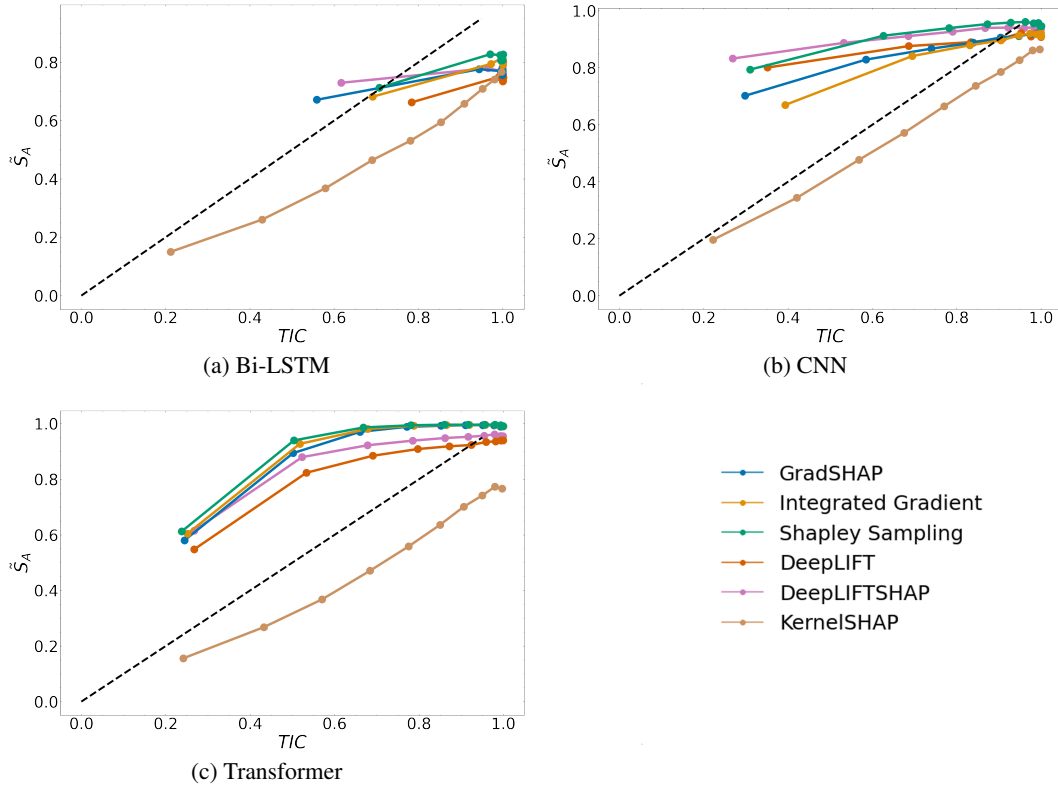 0.8
0.6
0.4
0.2
0.0
S̃_A
0.0 0.2 0.4 0.6 0.8 1.0
TIC
(a) Bi-LSTM
1.0
0.8
0.6
0.4
0.2
0.0
S̃_A
0.0 0.2 0.4 0.6 0.8 1.0
TIC
(b) CNN
1.0
0.8
0.6
0.4
0.2
0.0
S̃_A
0.0 0.2 0.4 0.6 0.8 1.0
TIC
(c) Transformer
GradSHAP
Integrated Gradient
Shapley Sampling
DeepLIFT
DeepLIFTSHAP
KernelSHAP